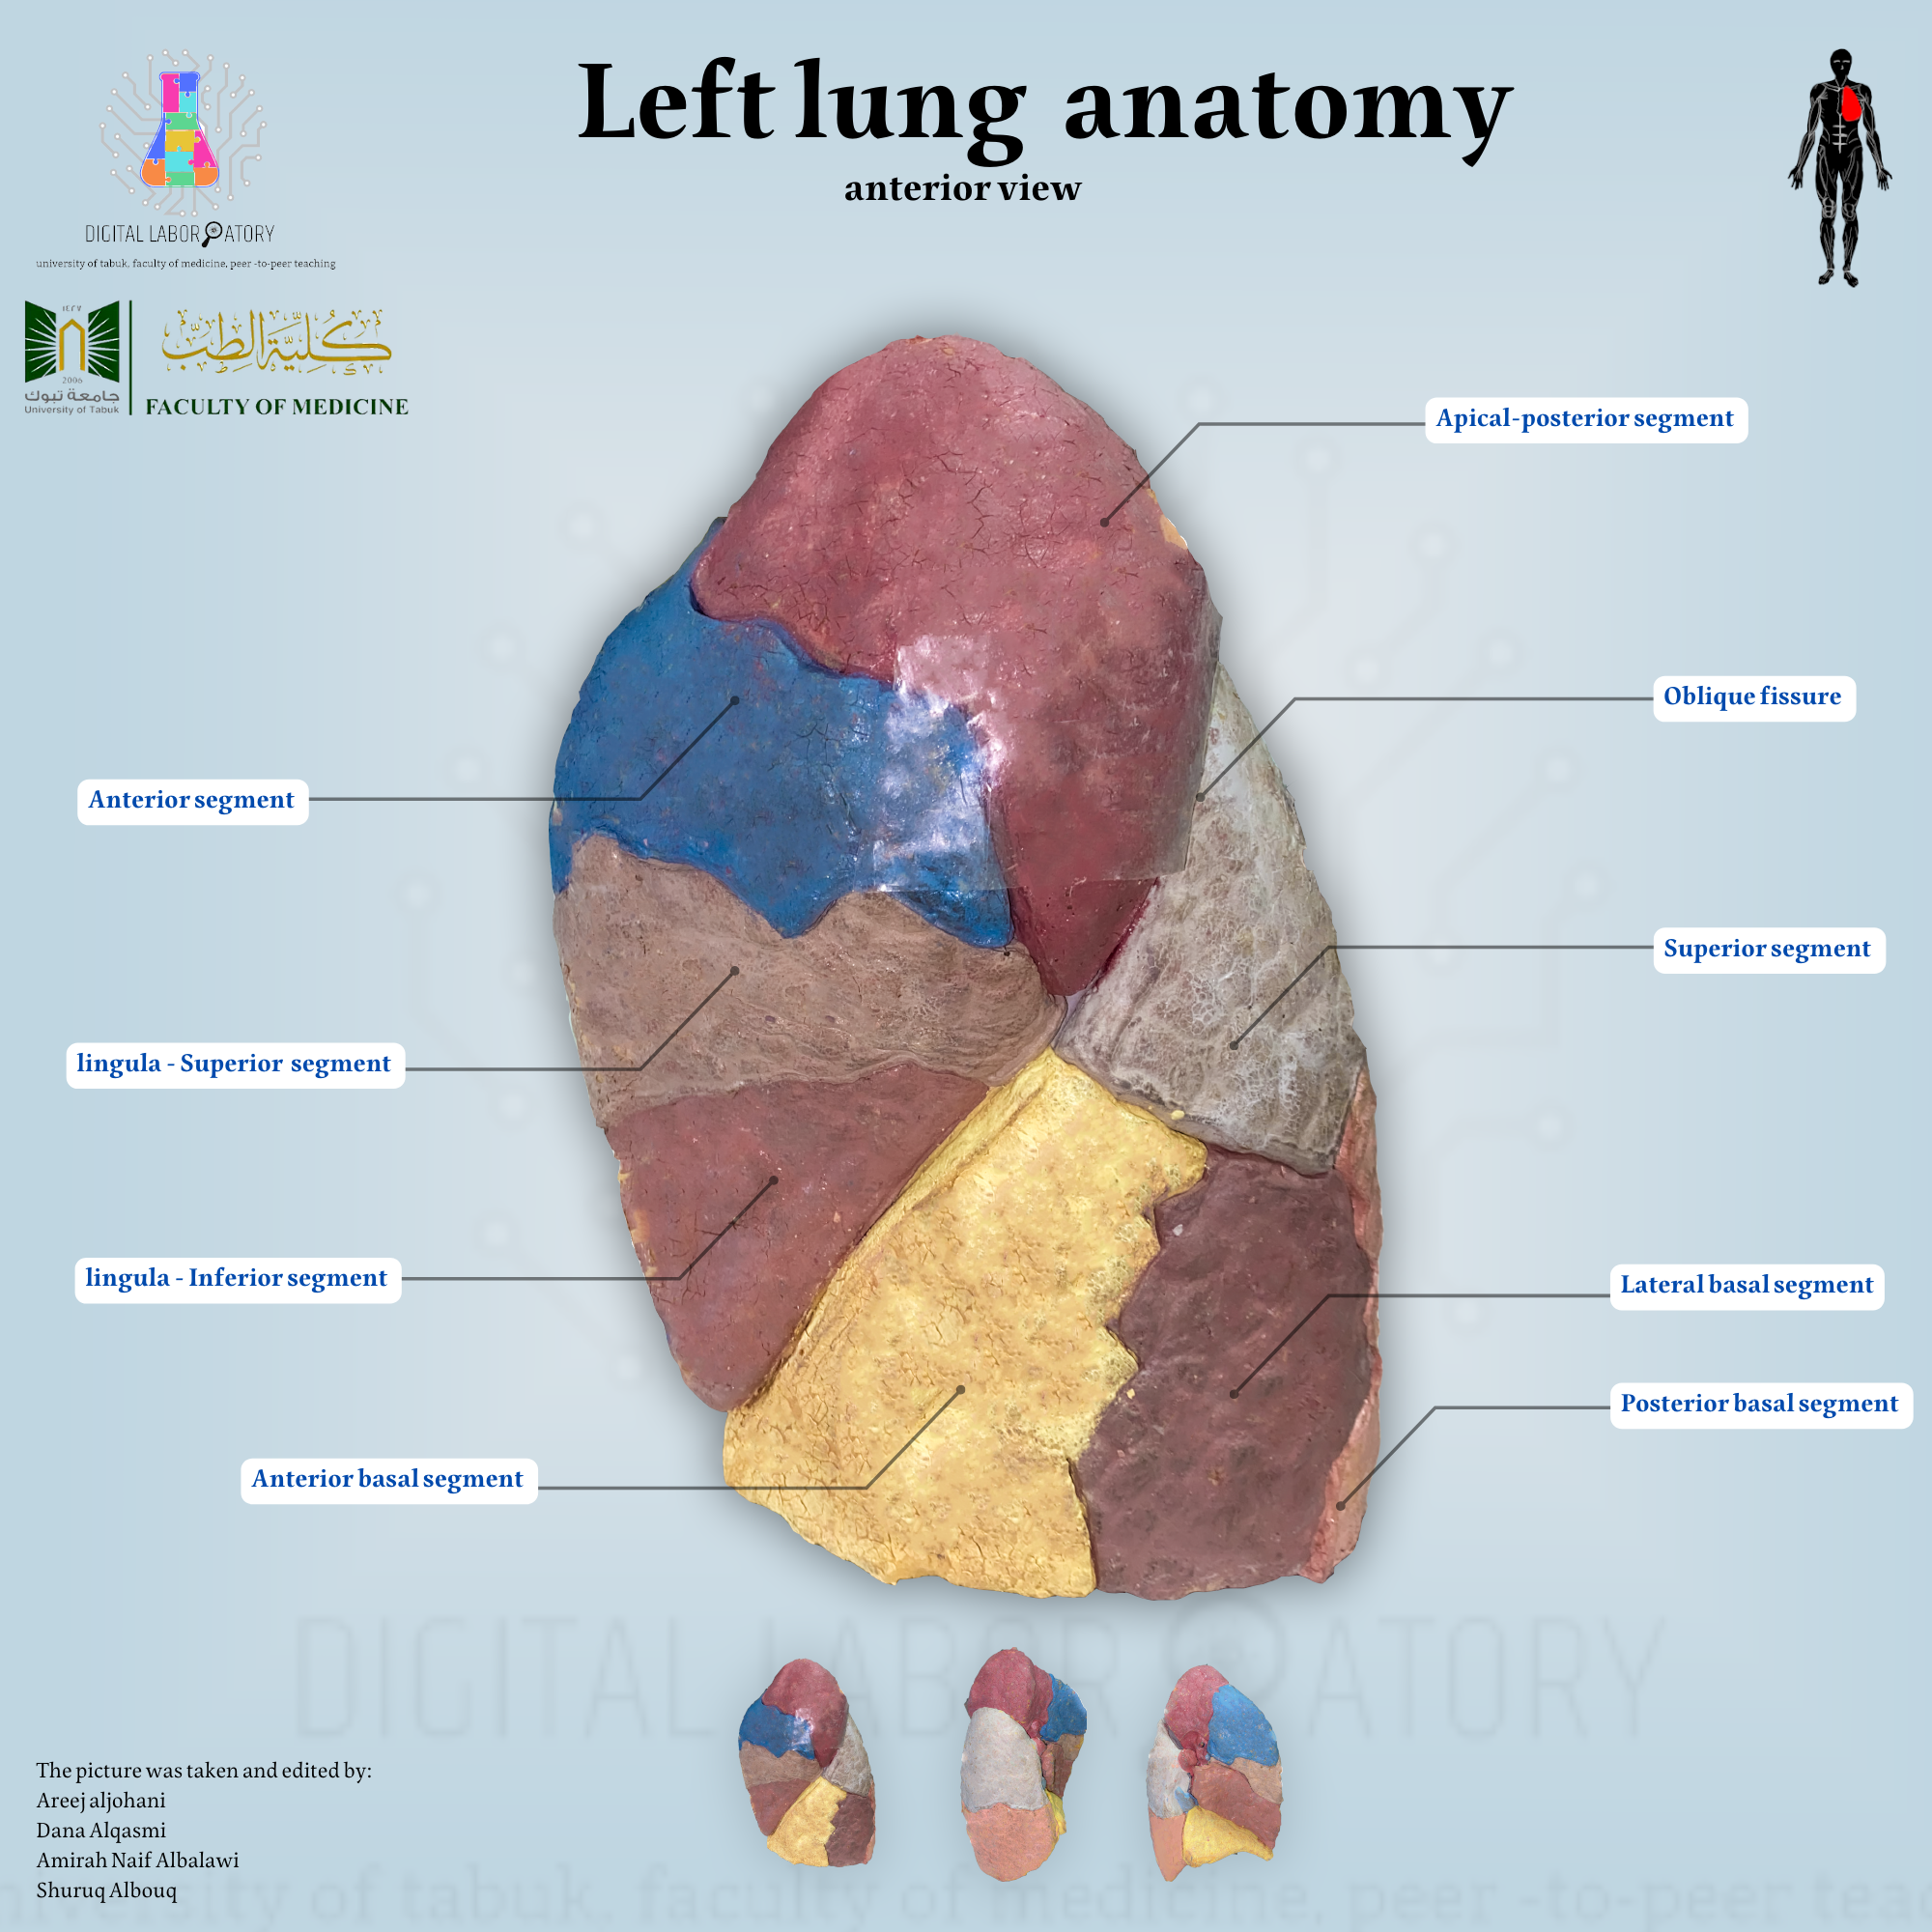 Left lung anatomy
anterior view
DIGITAL LABORATORY
university of tabuk, faculty of medicine, peer -to-peer teaching
١٤٢٧
2006
جامعة تبوك
University of Tabuk
كلية الطب
FACULTY OF MEDICINE
Apical-posterior segment
Oblique fissure
Anterior segment
Superior segment
lingula - Superior segment
lingula - Inferior segment
Lateral basal segment
Posterior basal segment
Anterior basal segment
DIGITAL LABORATORY
The picture was taken and edited by:
Areej aljohani
Dana Alqasmi
Amirah Naif Albalawi
Shuruq Albouq
university of tabuk, faculty of medicine, peer -to-peer tea